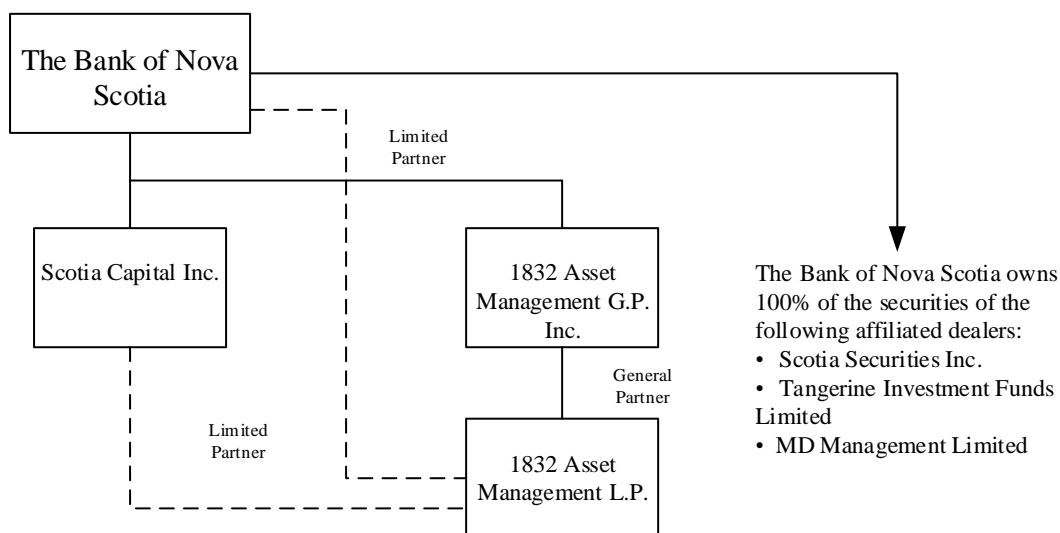 The Bank of Nova
Scotia
Limited
Partner
Scotia Capital Inc.
1832 Asset
Management G.P.
Inc.
The Bank of Nova Scotia owns
100% of the securities of the
following affiliated dealers:
• Scotia Securities Inc.
• Tangerine Investment Funds
Limited
• MD Management Limited
General
Partner
Limited
Partner
1832 Asset
Management L.P.